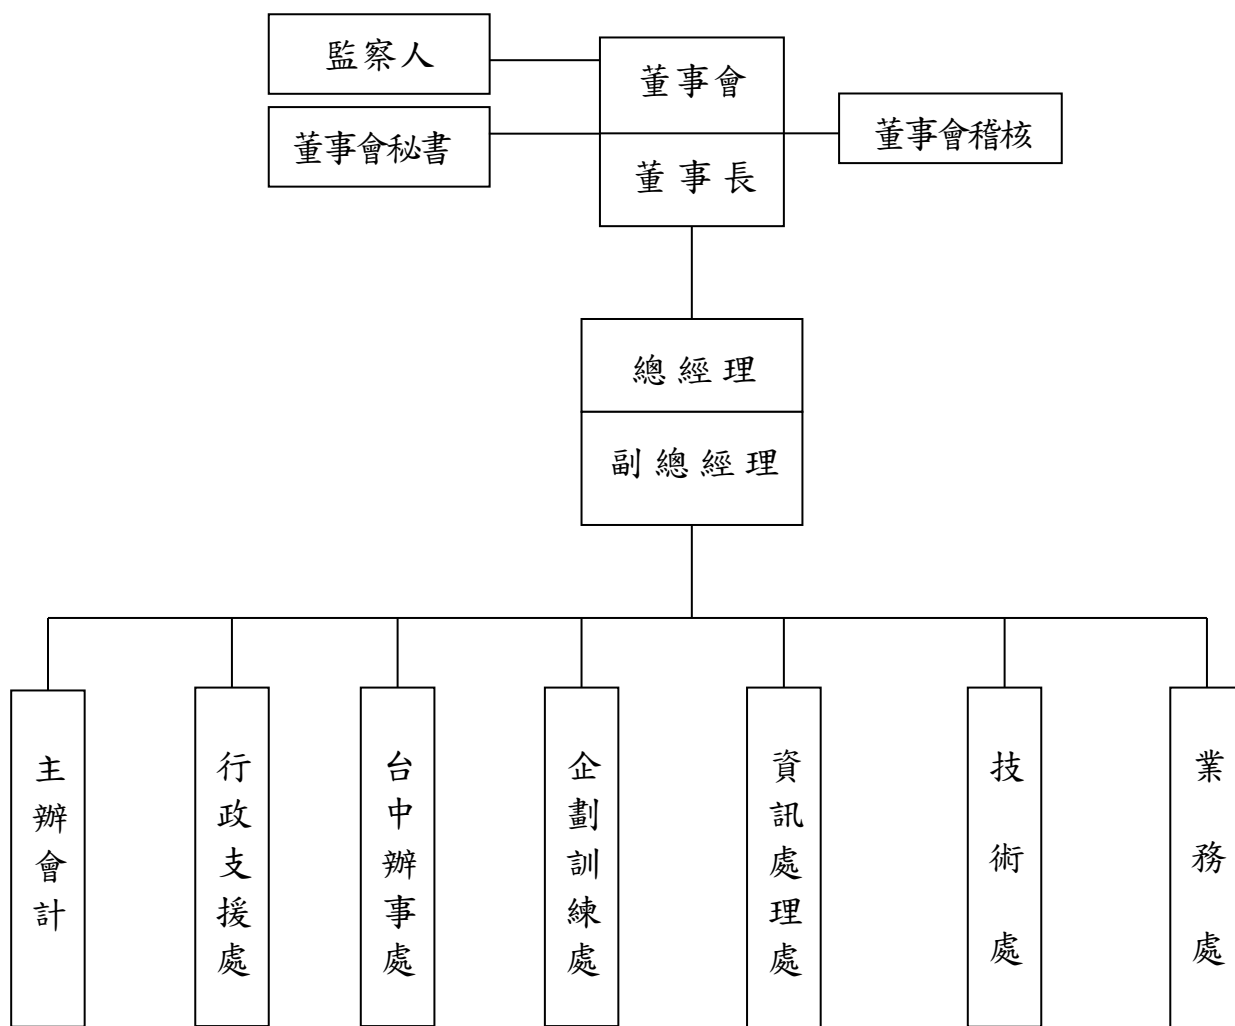 監察人
董事會
董事會秘書
董事會稽核
董事長
總經理
副總經理
主辦會計
行政支援處
台中辦事處
企劃訓練處
資訊處理處
技術處
業務處